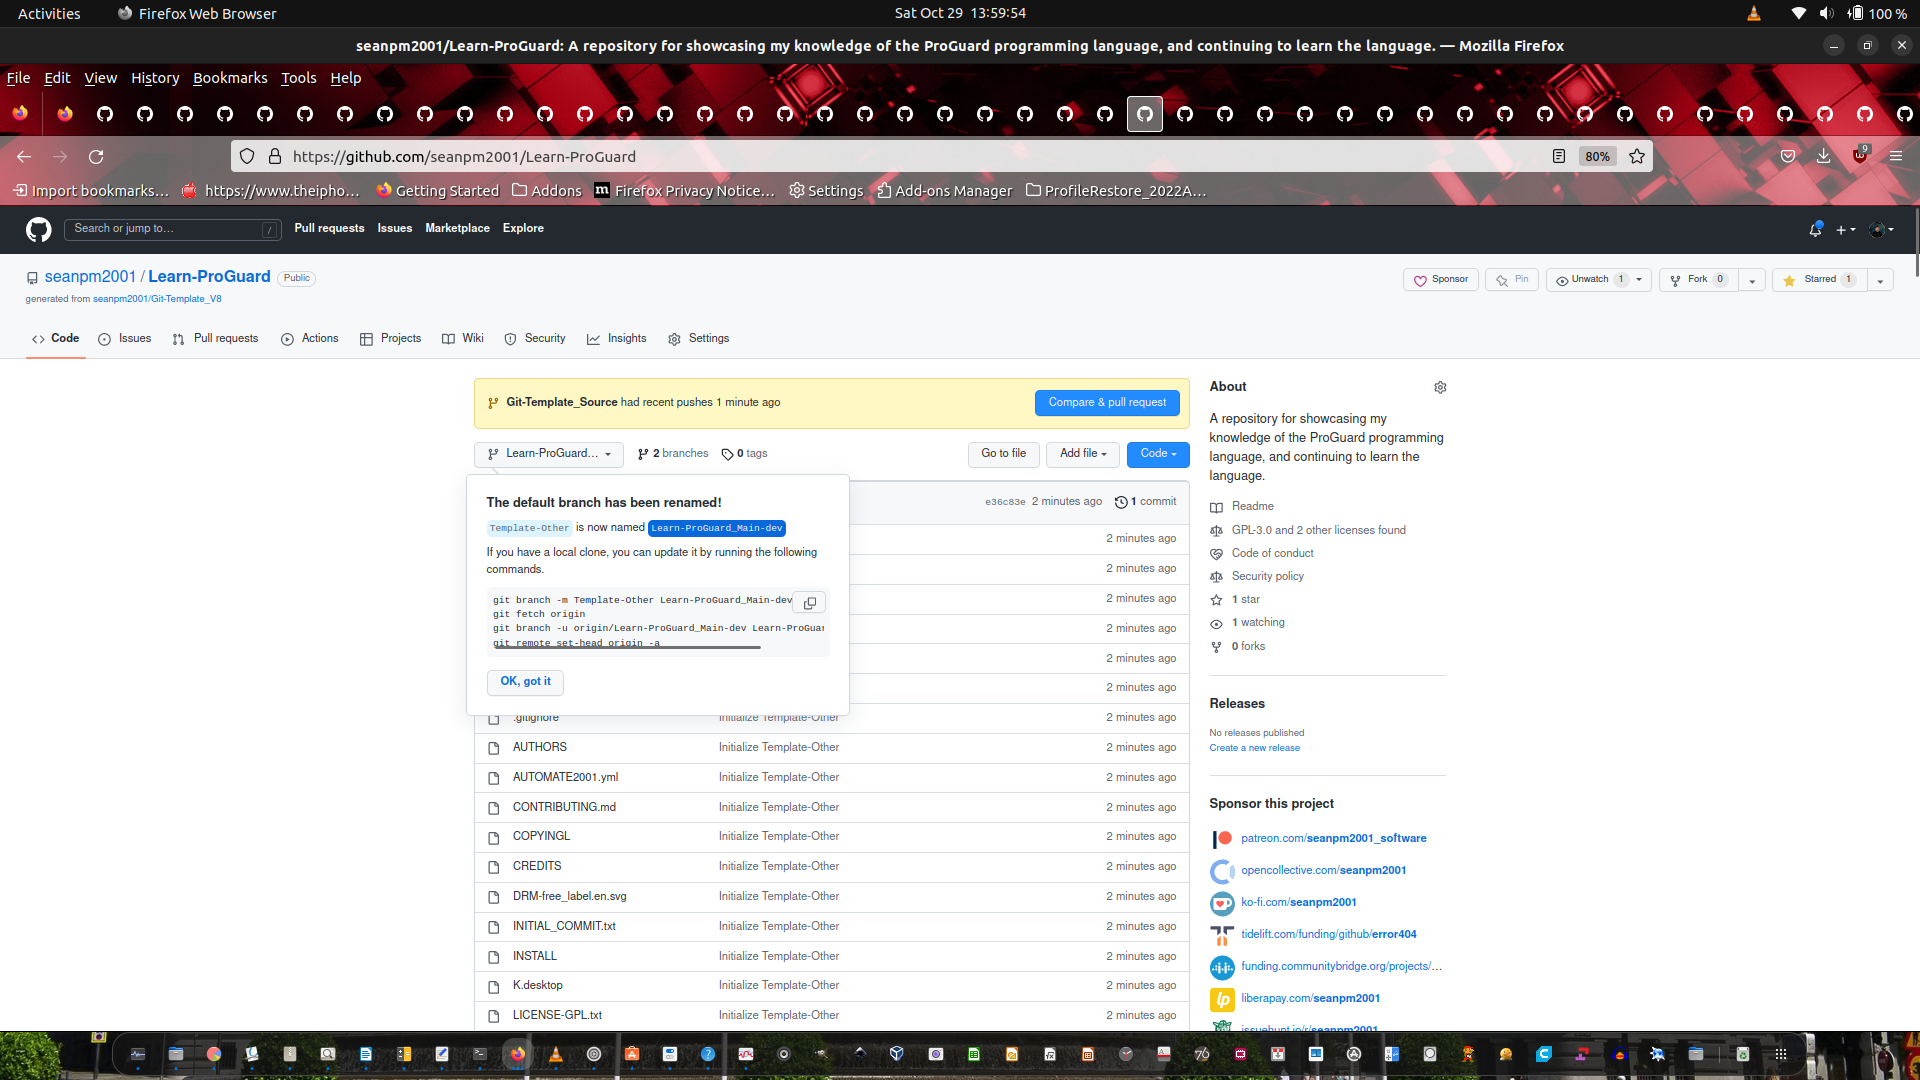 Activities
Firefox Web Browser
Sat Oct 29 13:59:54
100 %
seanpm2001/Learn-ProGuard: A repository for showcasing my knowledge of the ProGuard programming language, and continuing to learn the language. — Mozilla Firefox
File Edit View History Bookmarks Tools Help
https://github.com/seanpm2001/Learn-ProGuard
80%
9
Import bookmarks…
https://www.theipho…
Getting Started
Addons
Firefox Privacy Notice…
Settings
Add-ons Manager
ProfileRestore_2022A…
Search or jump to…
/
Pull requests
Issues
Marketplace
Explore
seanpm2001 / Learn-ProGuard
Public
generated from seanpm2001/Git-Template_V8
Sponsor
Pin
Unwatch 1
Fork 0
Starred 1
Code
Issues
Pull requests
Actions
Projects
Wiki
Security
Insights
Settings
Git-Template_Source had recent pushes 1 minute ago
Compare & pull request
Learn-ProGuard…
2 branches
0 tags
Go to file
Add file
Code
The default branch has been renamed!
Template-Other is now named Learn-ProGuard_Main-dev
If you have a local clone, you can update it by running the following
commands.
git branch -m Template-Other Learn-ProGuard_Main-dev
git fetch origin
git branch -u origin/Learn-ProGuard_Main-dev Learn-ProGuar
git remote set-head origin -a
OK, got it
e36c83e 2 minutes ago
1 commit
2 minutes ago
2 minutes ago
2 minutes ago
2 minutes ago
2 minutes ago
2 minutes ago
.gitignore Initialize Template-Other 2 minutes ago
AUTHORS Initialize Template-Other 2 minutes ago
AUTOMATE2001.yml Initialize Template-Other 2 minutes ago
CONTRIBUTING.md Initialize Template-Other 2 minutes ago
COPYINGL Initialize Template-Other 2 minutes ago
CREDITS Initialize Template-Other 2 minutes ago
DRM-free_label.en.svg Initialize Template-Other 2 minutes ago
INITIAL_COMMIT.txt Initialize Template-Other 2 minutes ago
INSTALL Initialize Template-Other 2 minutes ago
K.desktop Initialize Template-Other 2 minutes ago
LICENSE-GPL.txt Initialize Template-Other 2 minutes ago
About
A repository for showcasing my
knowledge of the ProGuard programming
language, and continuing to learn the
language.
Readme
GPL-3.0 and 2 other licenses found
Code of conduct
Security policy
1 star
1 watching
0 forks
Releases
No releases published
Create a new release
Sponsor this project
patreon.com/seanpm2001_software
opencollective.com/seanpm2001
ko-fi.com/seanpm2001
tidelift.com/funding/github/error404
funding.communitybridge.org/projects/…
liberapay.com/seanpm2001
issuehunt.io/r/seanpm2001